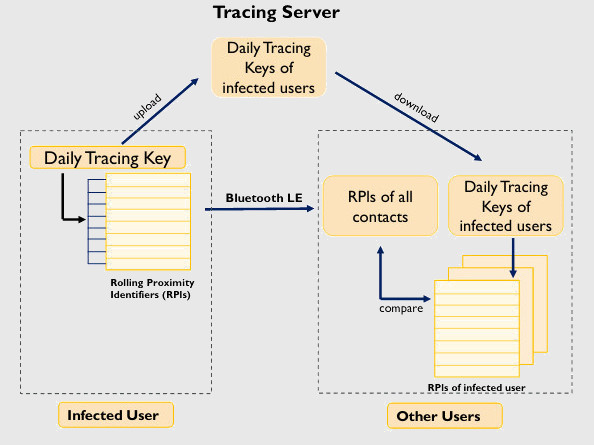 Tracing Server
Daily Tracing
Keys of
infected users
upload
download
Daily Tracing Key
Bluetooth LE
RPIs of all
contacts
Daily Tracing
Keys of
infected users
Rolling Proximity
Identifiers (RPIs)
compare
RPIs of infected user
Infected User
Other Users